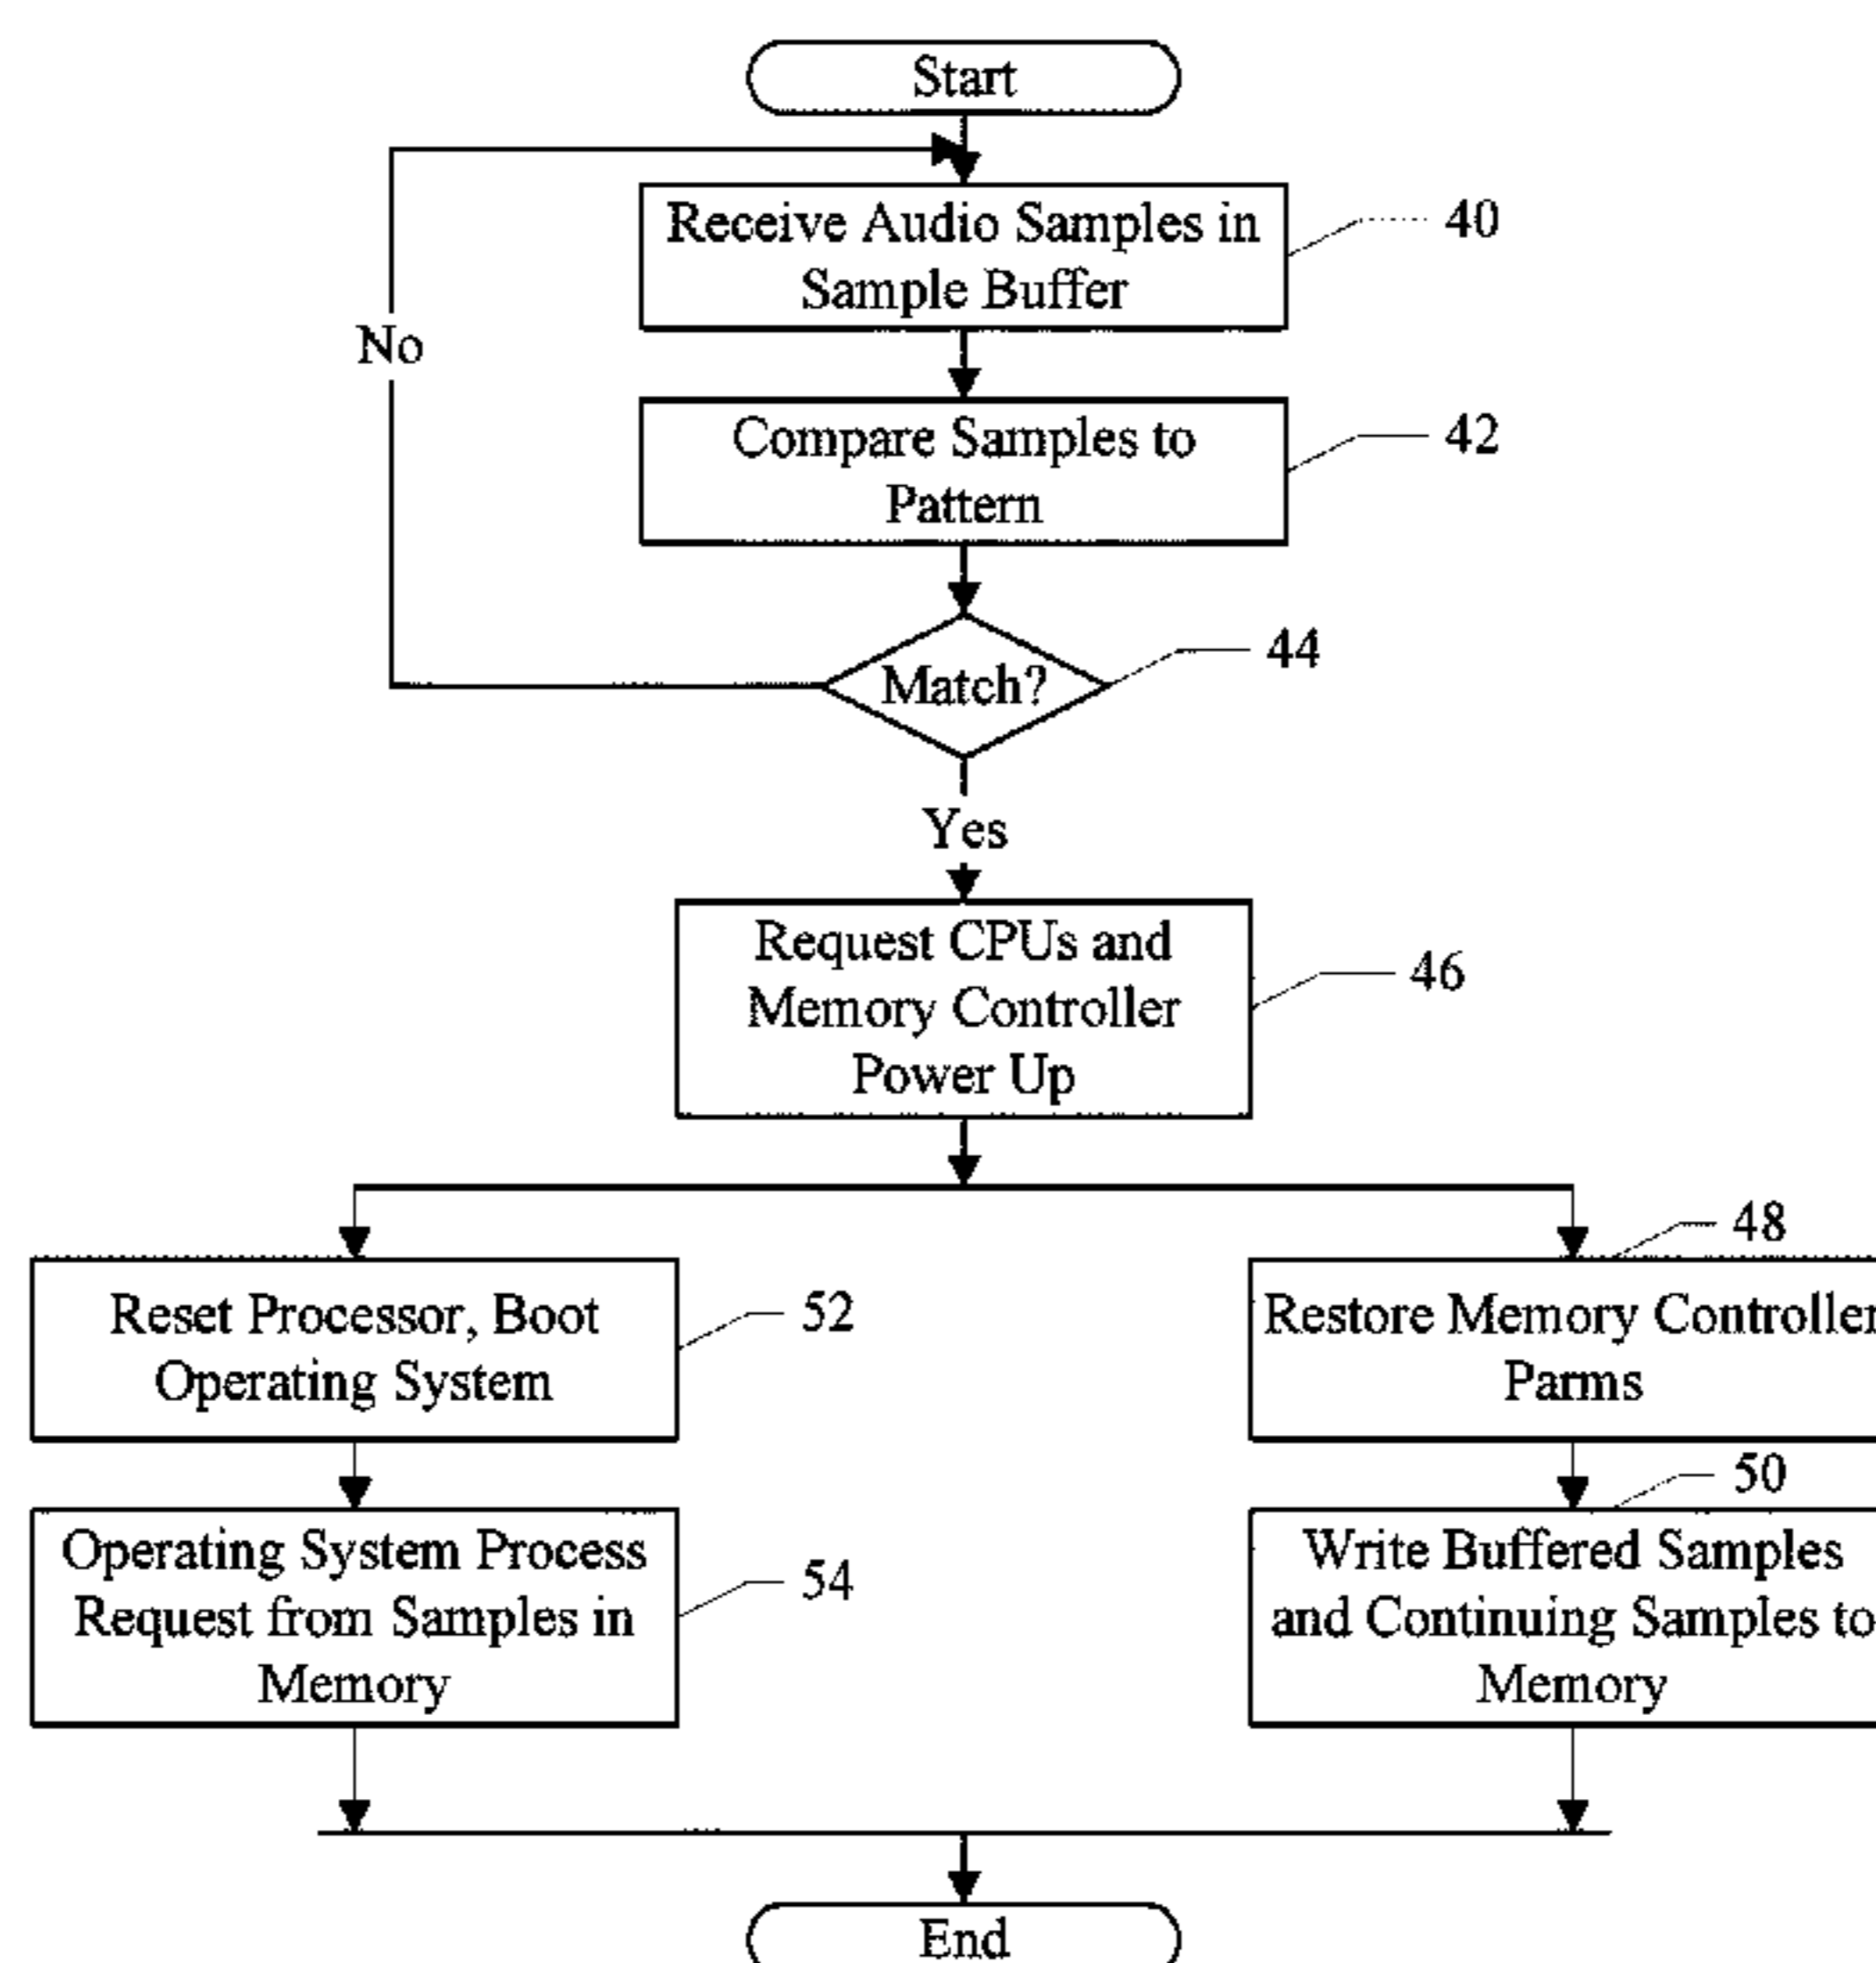 Start
Receive Audio Samples in
Sample Buffer
40
No
Compare Samples to
Pattern
42
Match?
44
Yes
Request CPUs and
Memory Controller
Power Up
46
Reset Processor, Boot
Operating System
52
48
Restore Memory Controller
Parms
Operating System Process
Request from Samples in
Memory
54
50
Write Buffered Samples
and Continuing Samples to
Memory
End